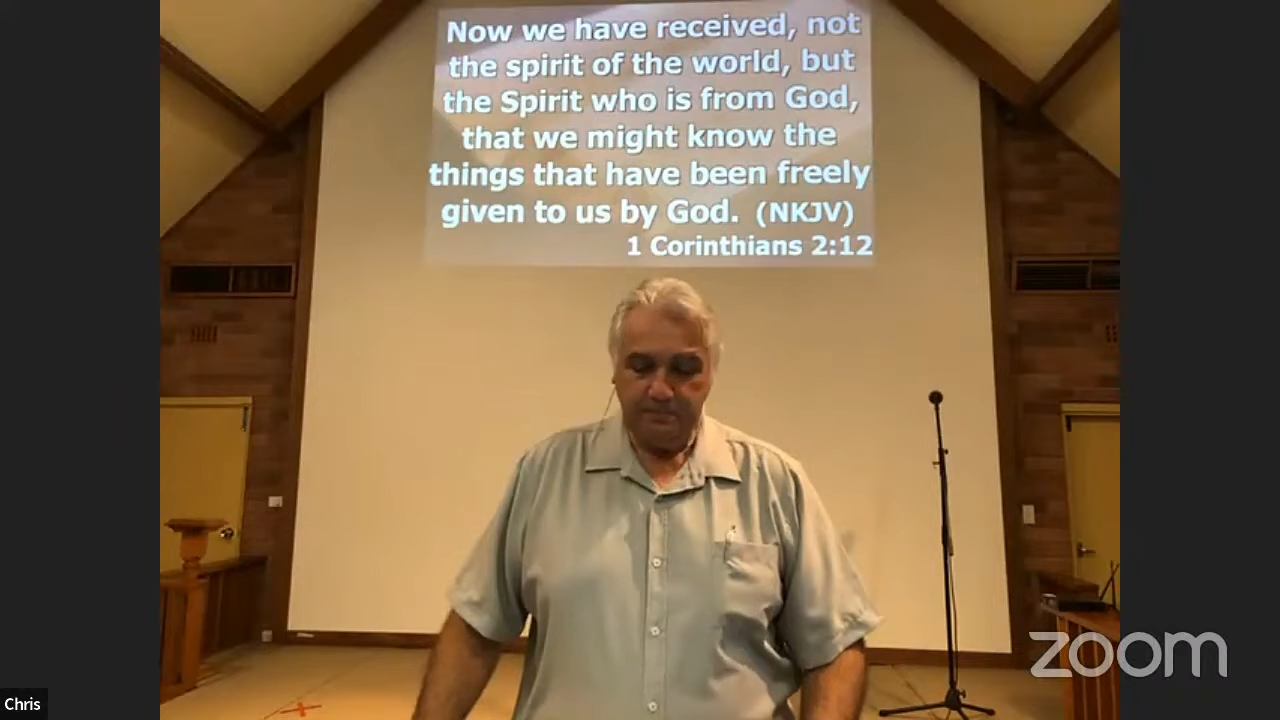 Now we have received, not
the spirit of the world, but
the Spirit who is from God,
that we might know the
things that have been freely
given to us by God. (NKJV)
1 Corinthians 2:12
zoom
Chris